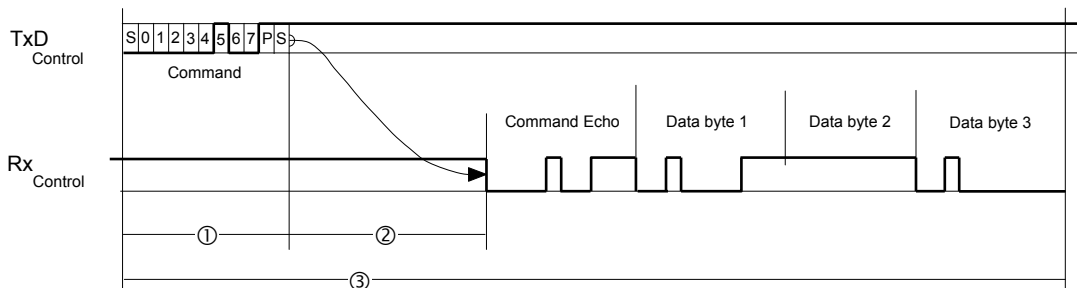 TxD
Control
S 0 1 2 3 4 5 6 7 P S
Command
Command Echo
Data byte 1
Data byte 2
Data byte 3
Rx
Control
①
②
③